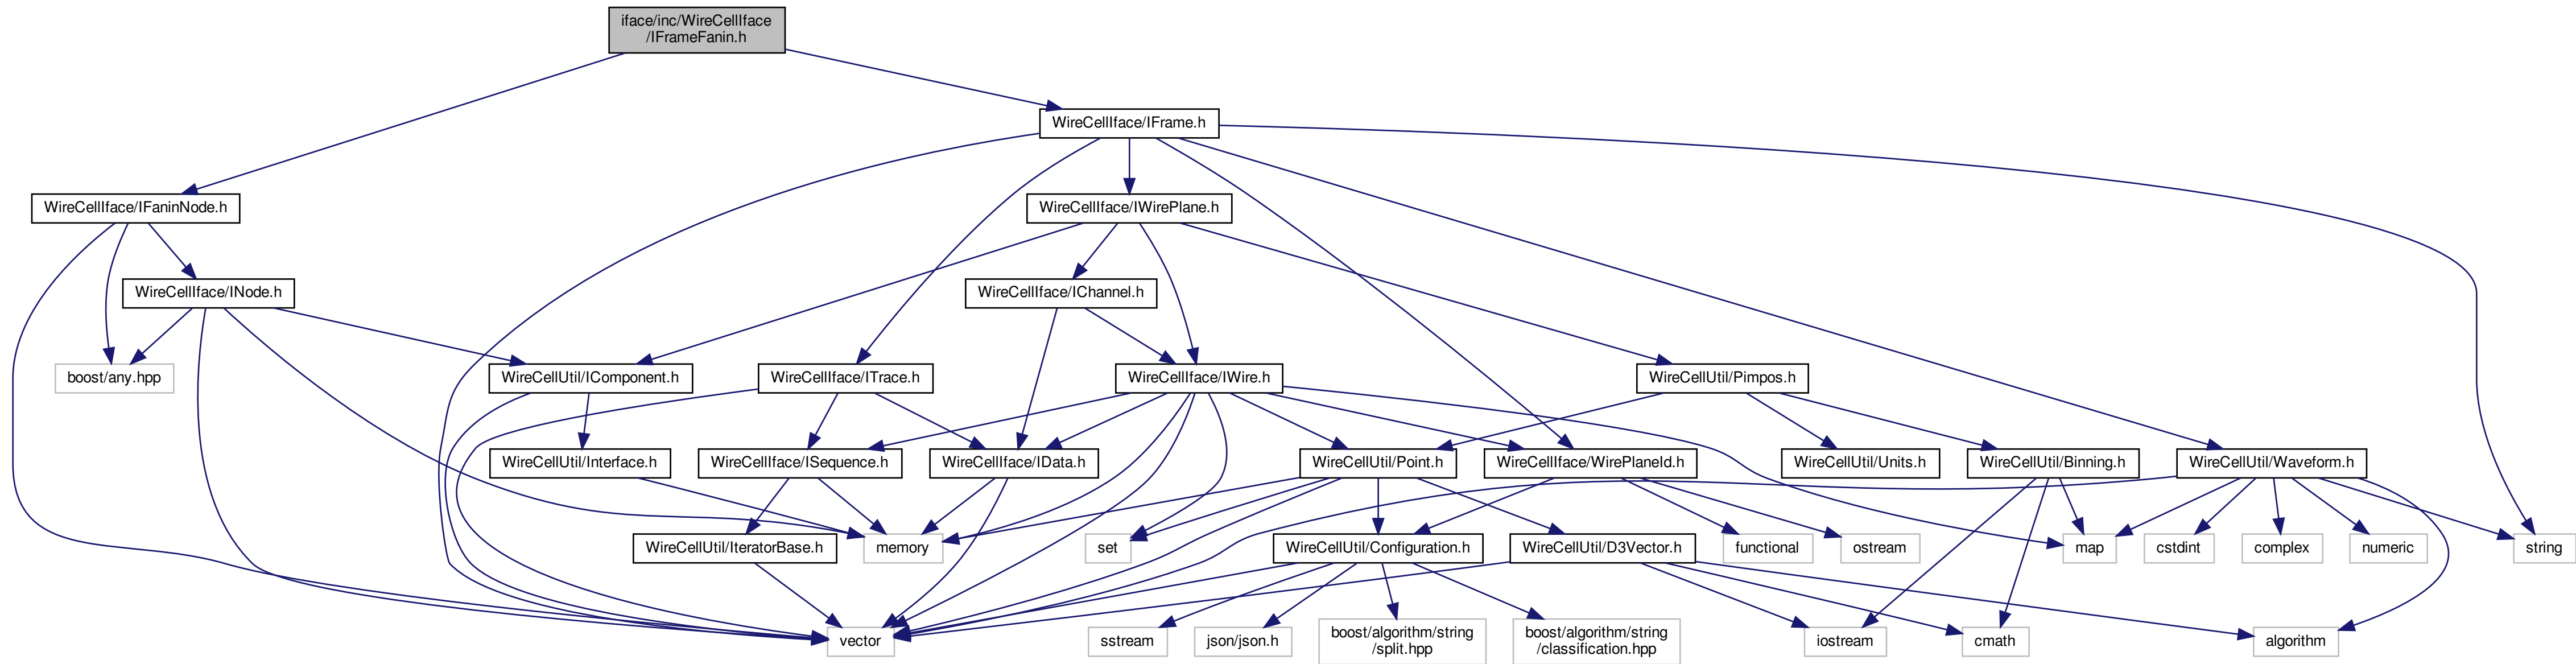 iface/inc/WireCellIface
/IFrameFanin.h
WireCellIface/IFrame.h
WireCellIface/IFaninNode.h
WireCellIface/IWirePlane.h
WireCellIface/INode.h
WireCellIface/IChannel.h
boost/any.hpp
WireCellUtil/IComponent.h
WireCellIface/ITrace.h
WireCellIface/IWire.h
WireCellUtil/Pimpos.h
WireCellUtil/Interface.h
WireCellIface/ISequence.h
WireCellIface/IData.h
WireCellUtil/Point.h
WireCellIface/WirePlaneId.h
WireCellUtil/Units.h
WireCellUtil/Binning.h
WireCellUtil/Waveform.h
WireCellUtil/IteratorBase.h
memory
set
WireCellUtil/Configuration.h
WireCellUtil/D3Vector.h
functional
ostream
map
cstdint
complex
numeric
string
vector
sstream
json/json.h
boost/algorithm/string
/split.hpp
boost/algorithm/string
/classification.hpp
iostream
cmath
algorithm